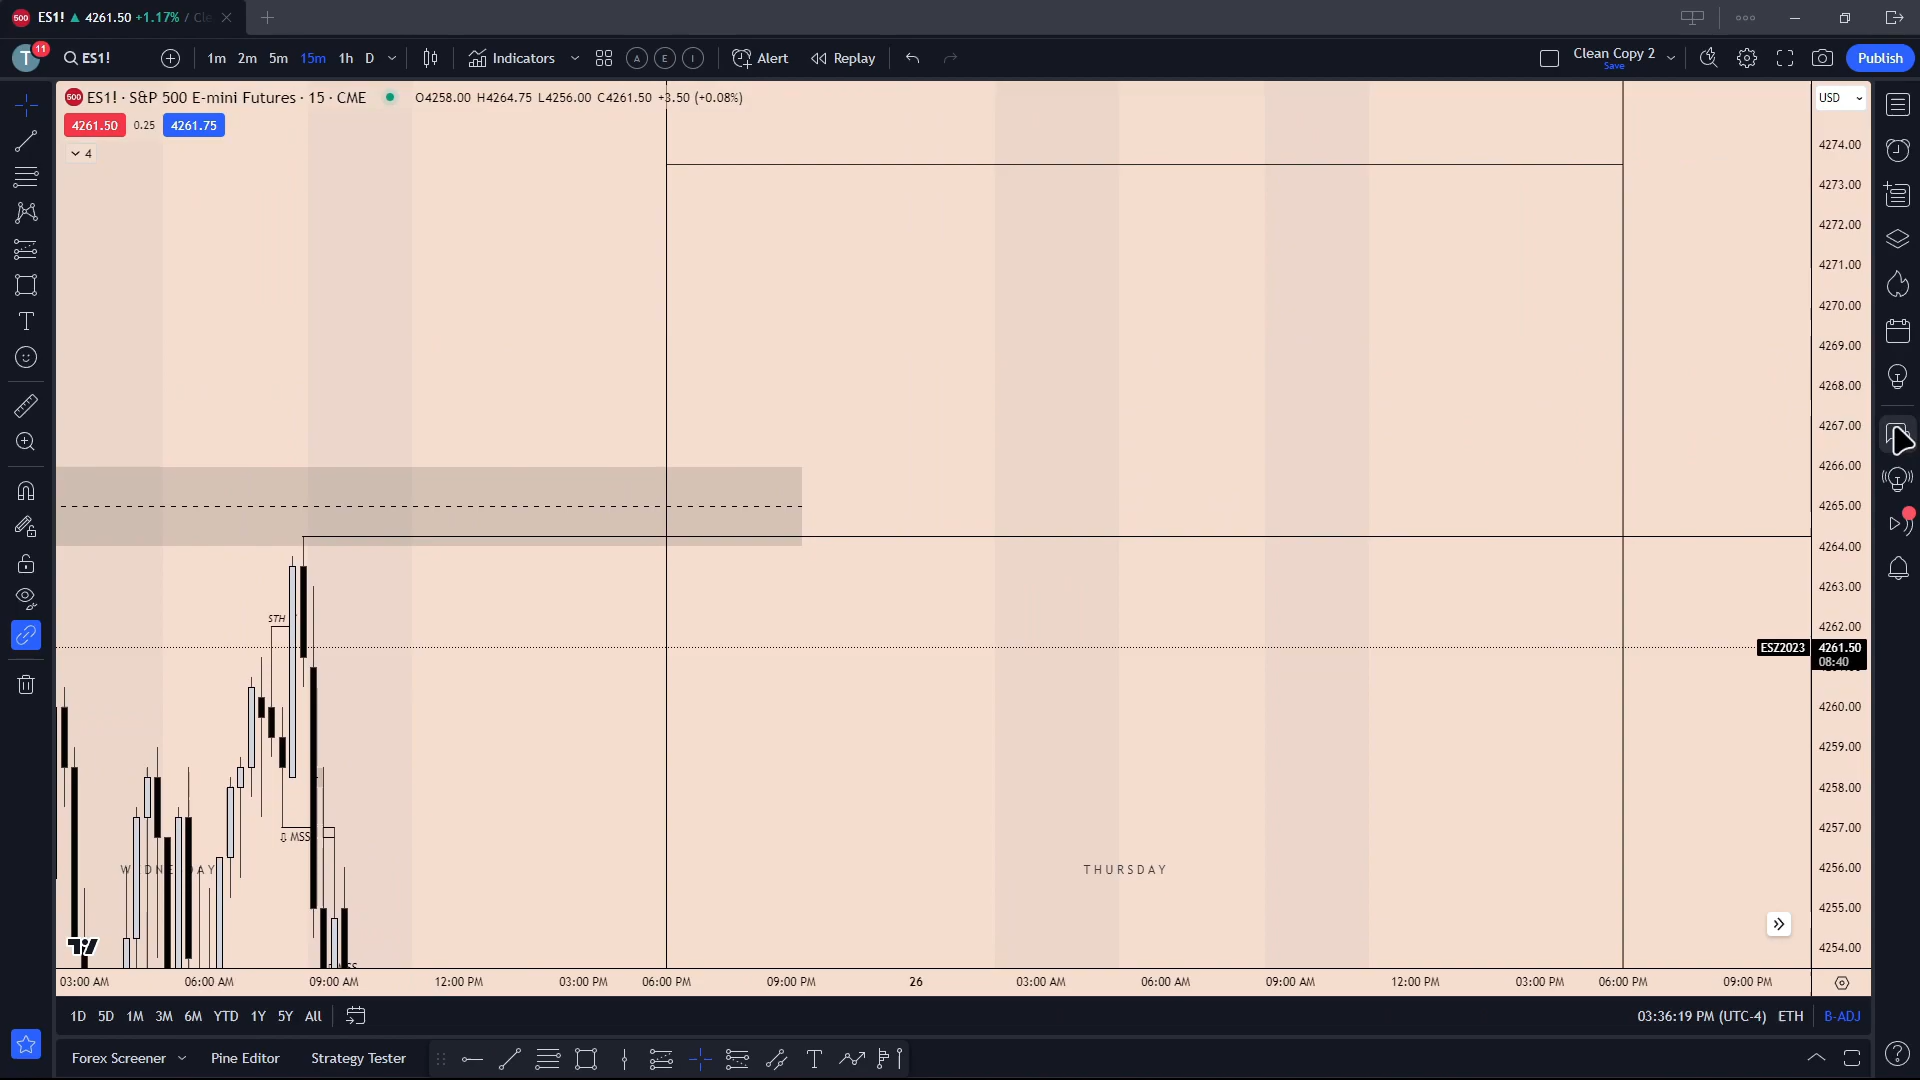 500 ES1! ▲ 4261.50 +1.17% / Cle
T 11 ES1! 1m 2m 5m 15m 1h D Indicators A E I Alert Replay Clean Copy 2 Save Publish
500 ES1! · S&P 500 E-mini Futures · 15 · CME O4258.00 H4264.75 L4256.00 C4261.50 +3.50 (+0.08%) USD
4261.50 0.25 4261.75
4
4274.00
4273.00
4272.00
4271.00
4270.00
4269.00
4268.00
4267.00
4266.00
4265.00
4264.00
4263.00
STH
4262.00
ESZ2023 4261.50
08:40
4260.00
4259.00
4258.00
4257.00
MSS
4256.00
THURSDAY
4255.00
4254.00
03:00 AM 06:00 AM 09:00 AM 12:00 PM 03:00 PM 06:00 PM 09:00 PM 26 03:00 AM 06:00 AM 09:00 AM 12:00 PM 03:00 PM 06:00 PM 09:00 PM
1D 5D 1M 3M 6M YTD 1Y 5Y All 03:36:19 PM (UTC-4) ETH B-ADJ
Forex Screener Pine Editor Strategy Tester